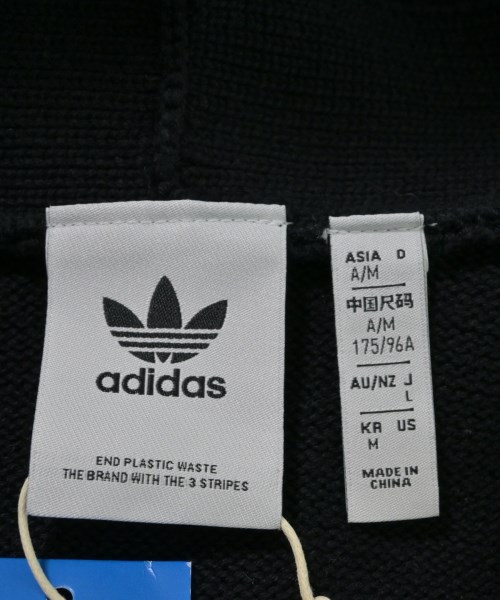 adidas
END PLASTIC WASTE
THE BRAND WITH THE 3 STRIPES
ASIA D
A/M
中国尺码
A/M
175/96A
AU/NZ J
L
KR US
M
MADE IN
CHINA